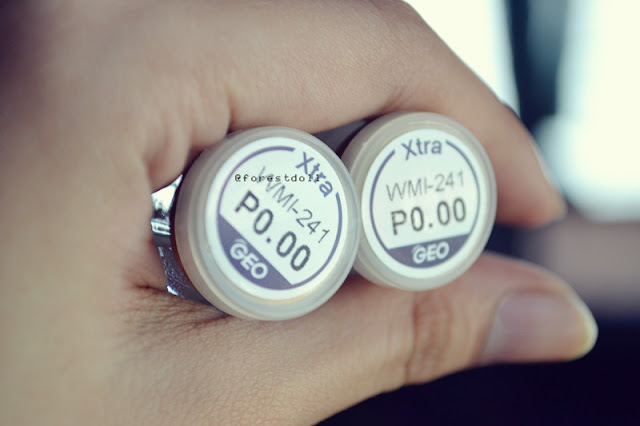 Xtra
@forestdoll
WMI-241
P0.00
GEO
Xtra
WMI-241
P0.00
GEO